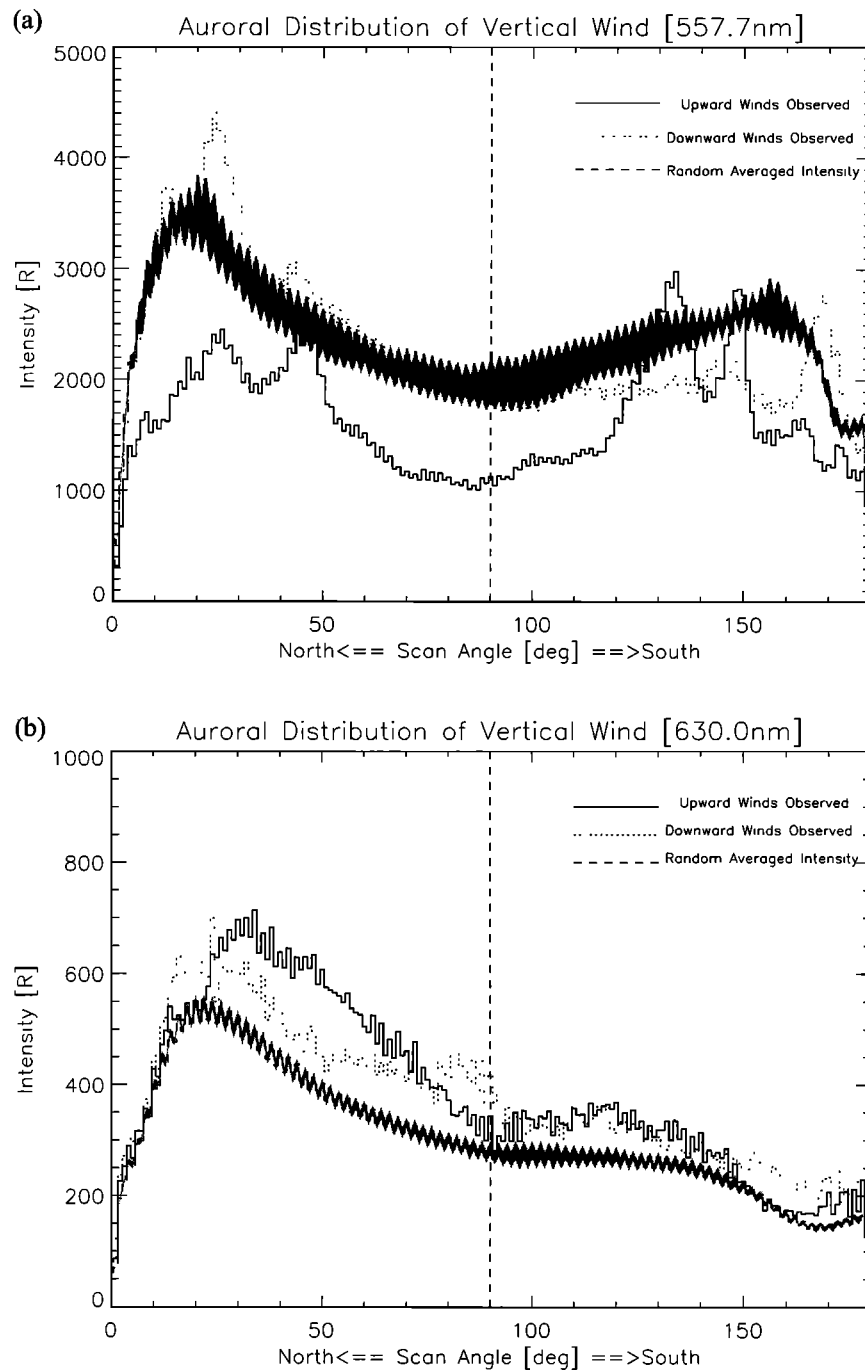 (a)
Auroral Distribution of Vertical Wind [557.7nm]
5000
4000
3000
2000
1000
0
Intensity [R]
Upward Winds Observed
Downward Winds Observed
Random Averaged Intensity
0 50 100 150
North<== Scan Angle [deg] ==>South
(b)
Auroral Distribution of Vertical Wind [630.0nm]
1000
800
600
400
200
0
Intensity [R]
Upward Winds Observed
Downward Winds Observed
Random Averaged Intensity
0 50 100 150
North<== Scan Angle [deg] ==>South